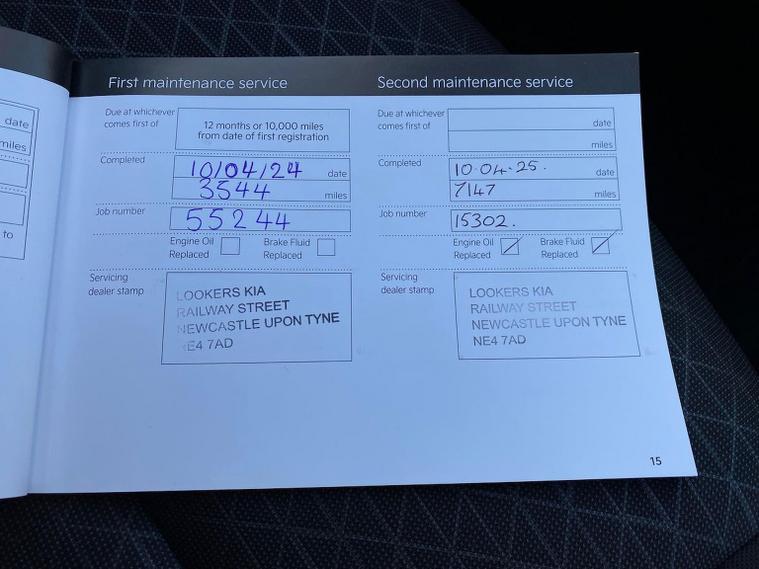 date
miles
to
First maintenance service
Due at whichever
comes first of
12 months or 10,000 miles
from date of first registration
Completed
10/04/24 date
3544 miles
Job number
55244
Engine Oil
Replaced
Brake Fluid
Replaced
Servicing
dealer stamp
LOOKERS KIA
RAILWAY STREET
NEWCASTLE UPON TYNE
NE4 7AD
Second maintenance service
Due at whichever
comes first of
date
miles
Completed
10·04·25. date
7147 miles
Job number
15302.
Engine Oil
Replaced
Brake Fluid
Replaced
Servicing
dealer stamp
LOOKERS KIA
RAILWAY STREET
NEWCASTLE UPON TYNE
NE4 7AD
15